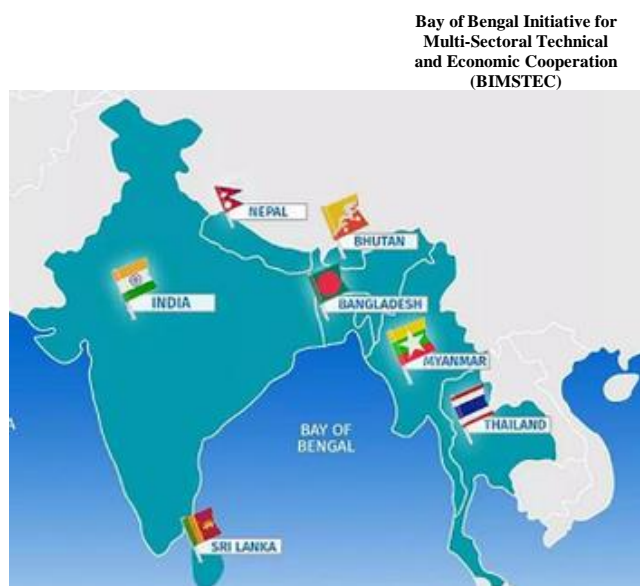 Bay of Bengal Initiative for
Multi-Sectoral Technical
and Economic Cooperation
(BIMSTEC)
NEPAL
BHUTAN
INDIA
BANGLADESH
MYANMAR
THAILAND
BAY OF
BENGAL
SRI LANKA